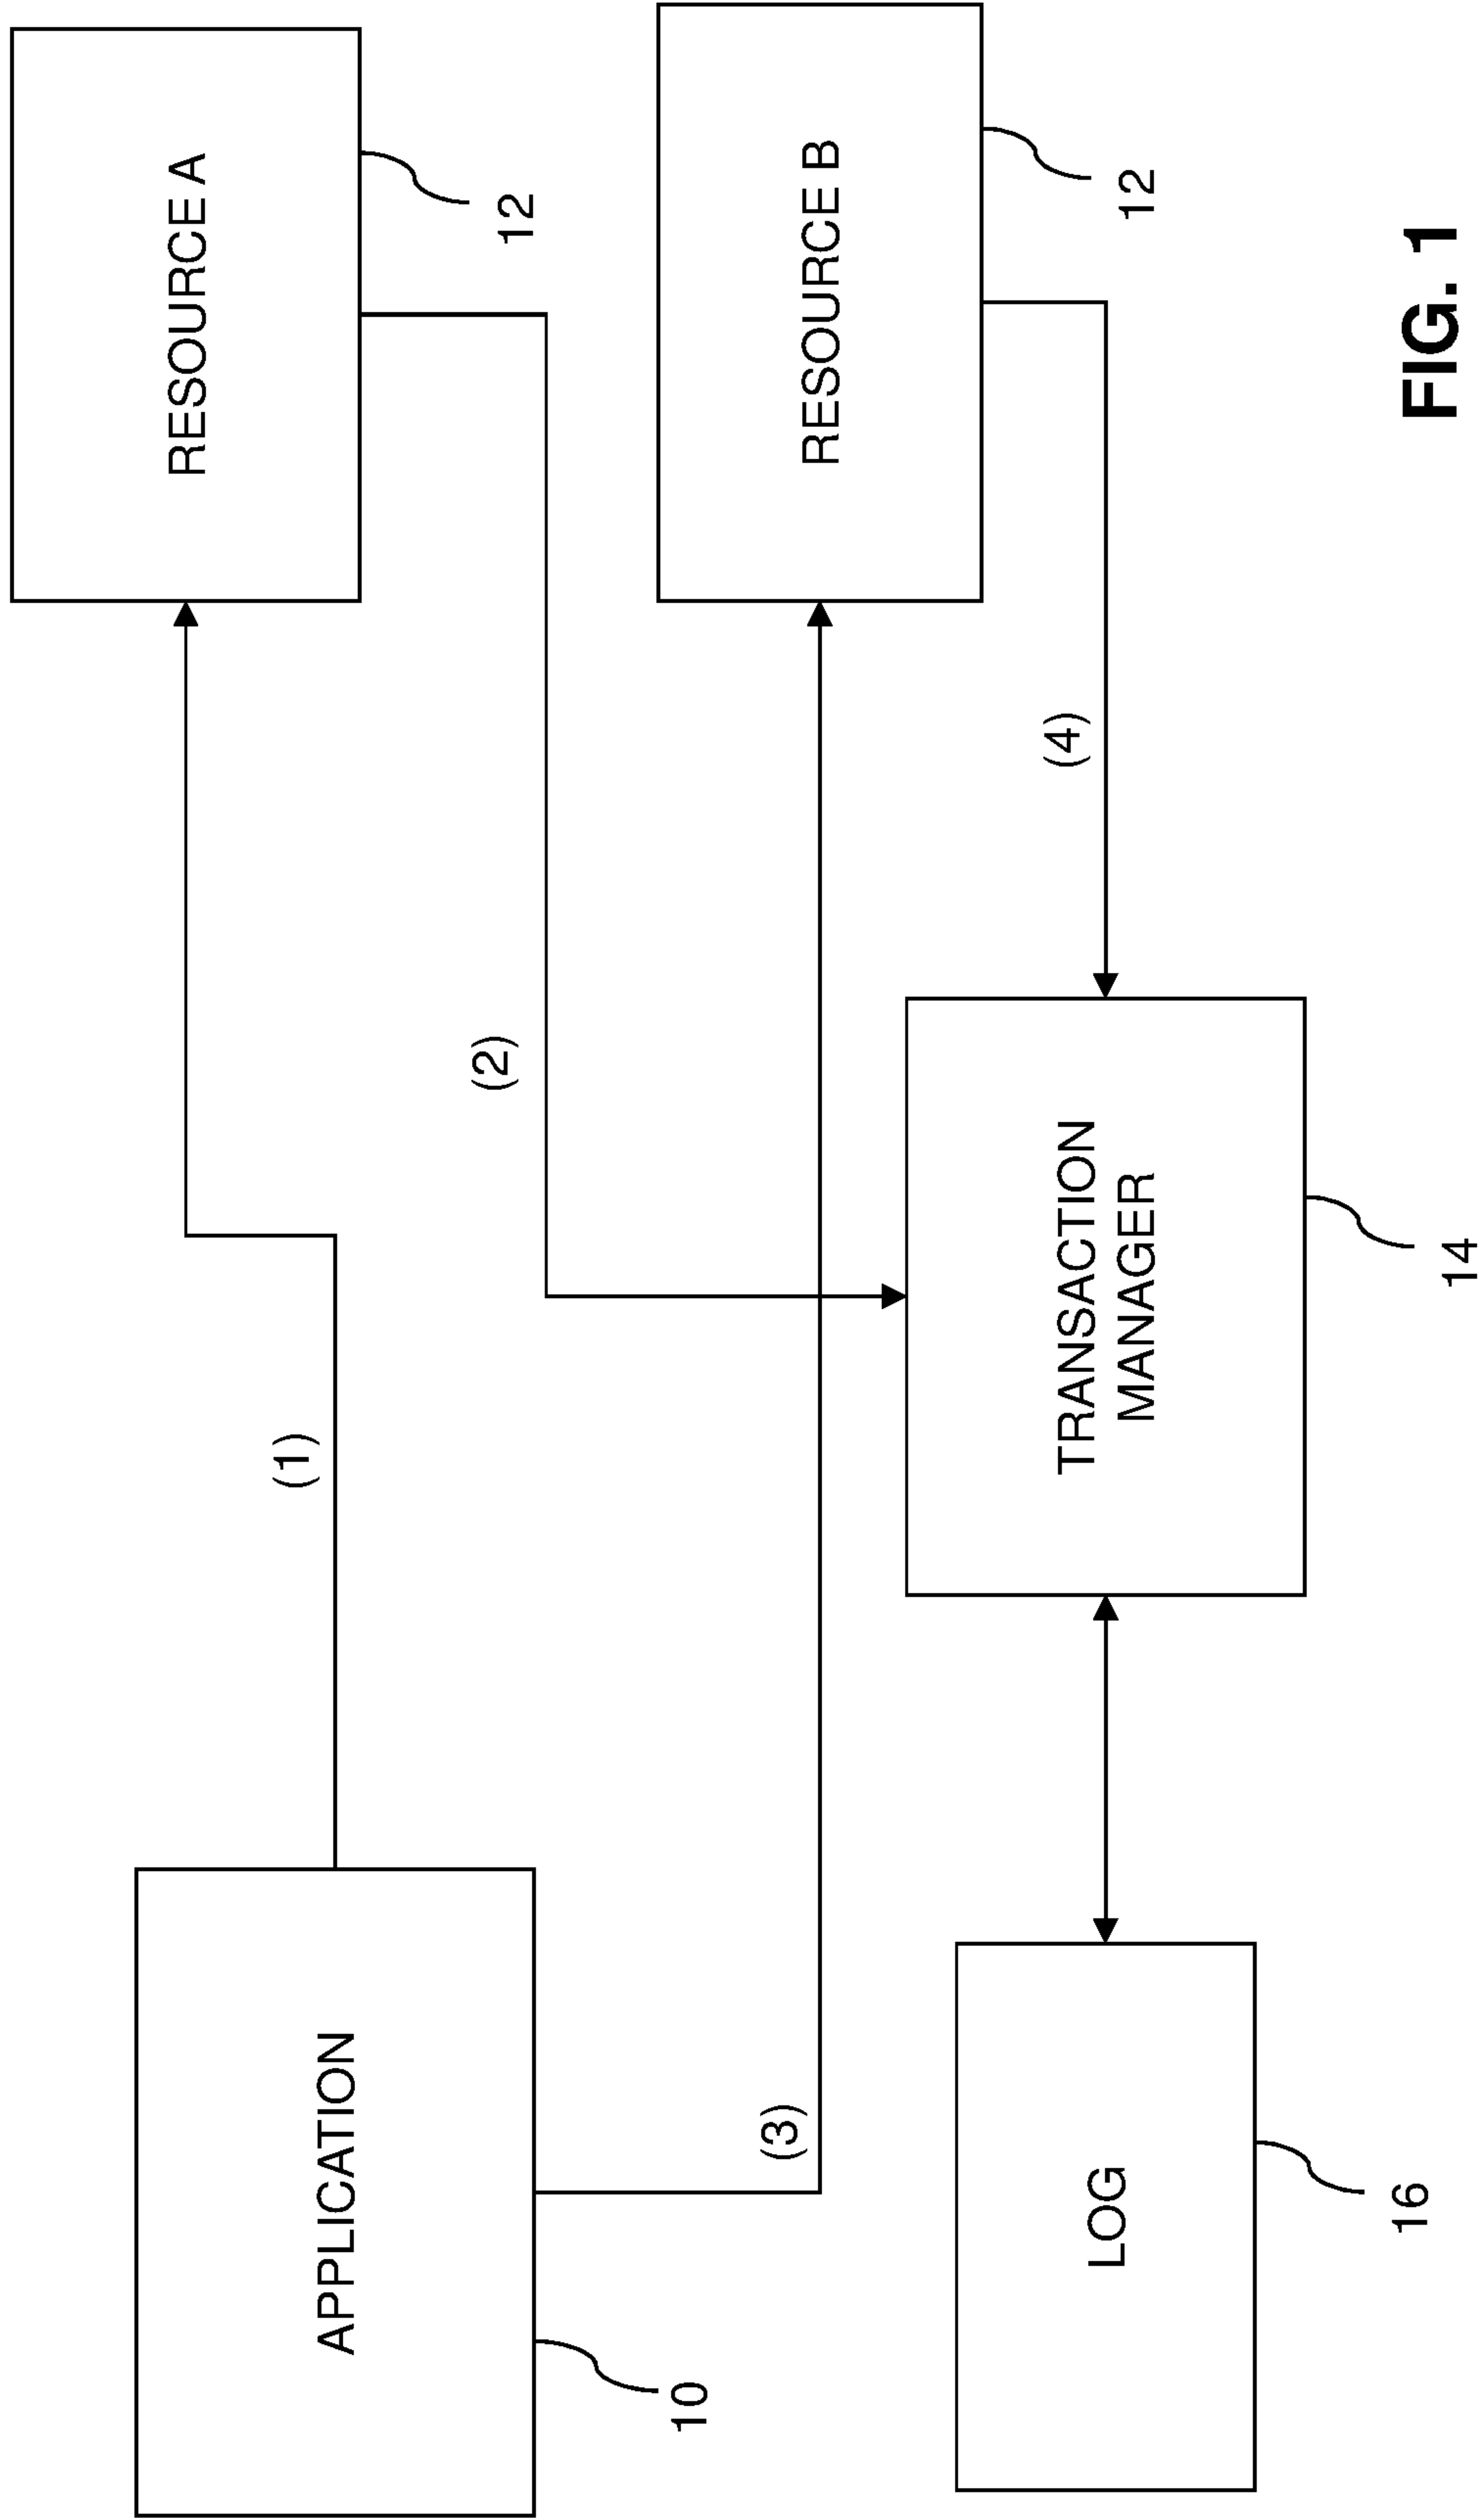 RESOURCE A
12
(1)
(2)
APPLICATION
10
RESOURCE B
12
(3)
(4)
TRANSACTION
MANAGER
14
LOG
16
FIG. 1